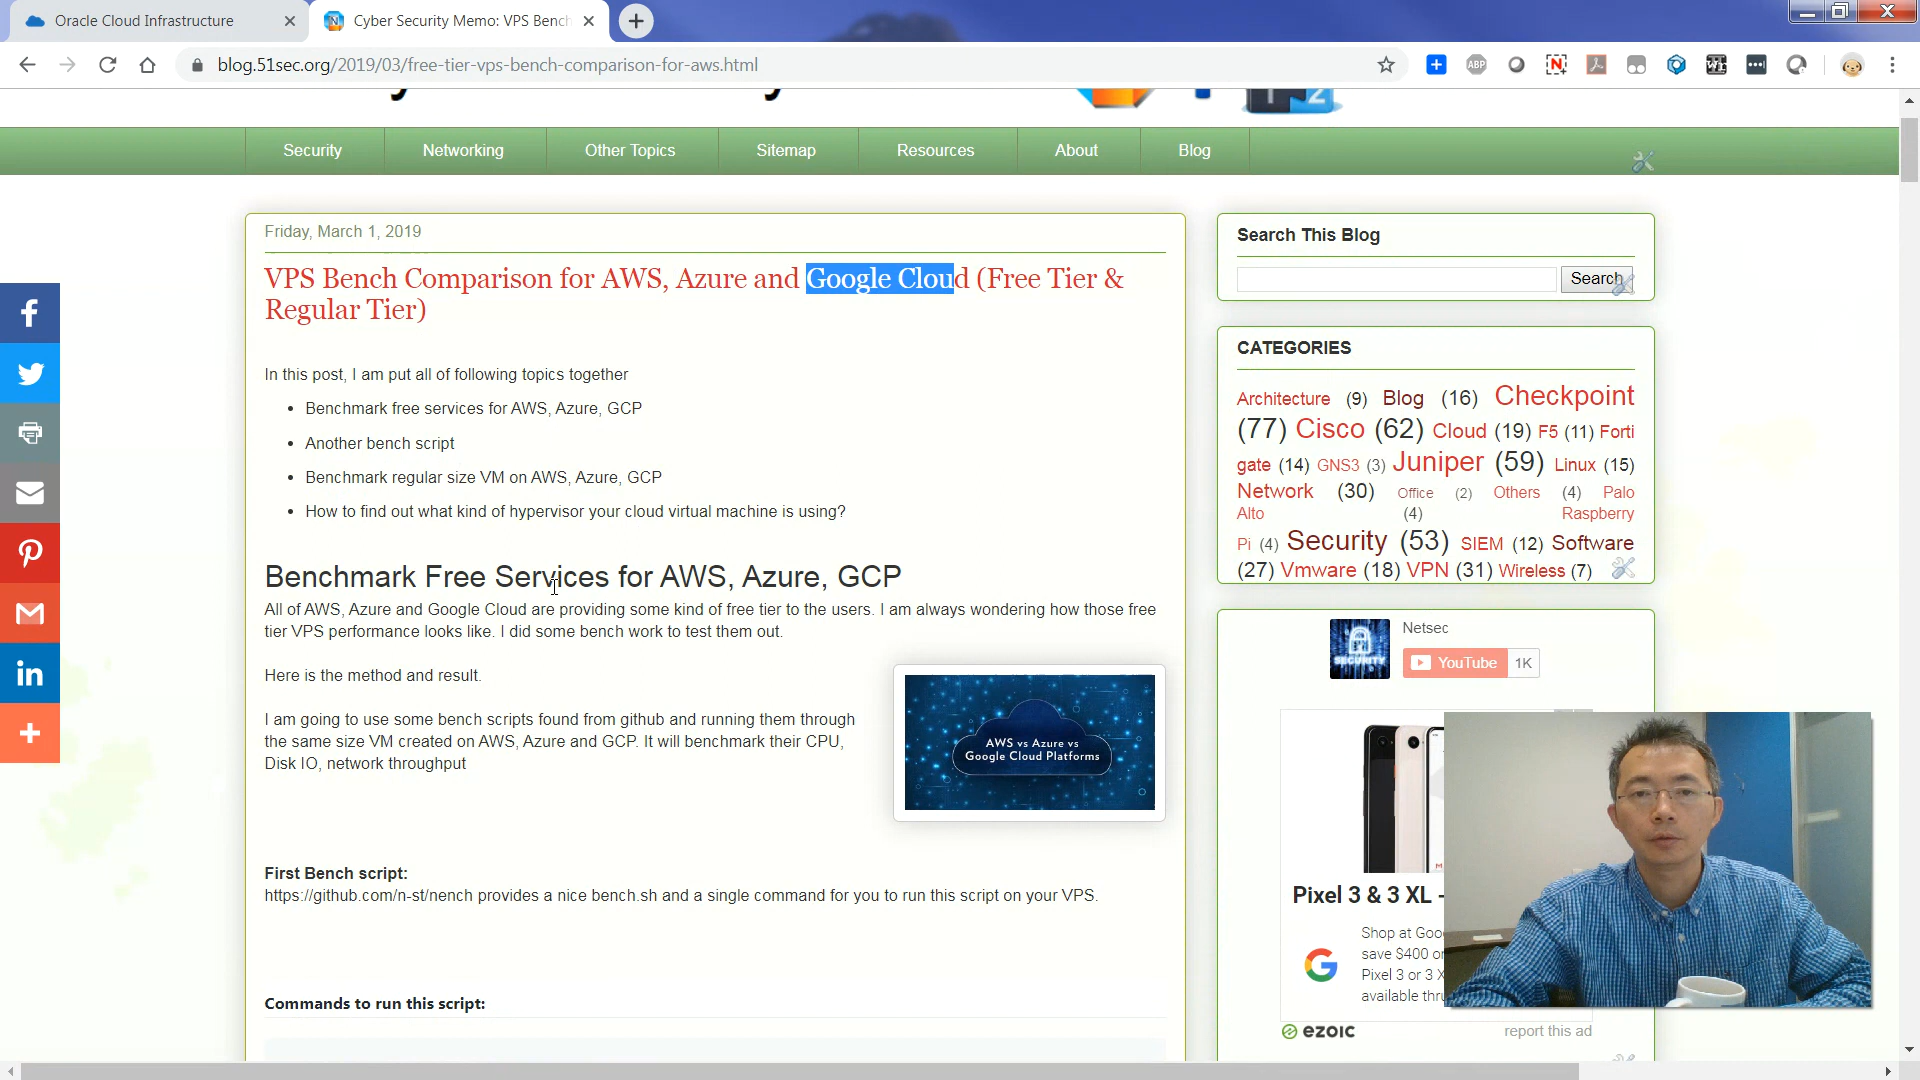 Oracle Cloud Infrastructure
Cyber Security Memo: VPS Bench
blog.51sec.org/2019/03/free-tier-vps-bench-comparison-for-aws.html
ABP
Security
Networking
Other Topics
Sitemap
Resources
About
Blog
Friday, March 1, 2019
VPS Bench Comparison for AWS, Azure and Google Cloud (Free Tier &
Regular Tier)
In this post, I am put all of following topics together
Benchmark free services for AWS, Azure, GCP
Another bench script
Benchmark regular size VM on AWS, Azure, GCP
How to find out what kind of hypervisor your cloud virtual machine is using?
Benchmark Free Services for AWS, Azure, GCP
All of AWS, Azure and Google Cloud are providing some kind of free tier to the users. I am always wondering how those free
tier VPS performance looks like. I did some bench work to test them out.
Here is the method and result.
I am going to use some bench scripts found from github and running them through
the same size VM created on AWS, Azure and GCP. It will benchmark their CPU,
Disk IO, network throughput
AWS vs Azure vs
Google Cloud Platforms
First Bench script:
https://github.com/n-st/nench provides a nice bench.sh and a single command for you to run this script on your VPS.
Commands to run this script:
Search This Blog
Search
CATEGORIES
Architecture (9) Blog (16) Checkpoint
(77) Cisco (62) Cloud (19) F5 (11) Forti
gate (14) GNS3 (3) Juniper (59) Linux (15)
Network (30) Office (2) Others (4) Palo
Alto (4) Raspberry
Pi (4) Security (53) SIEM (12) Software
(27) Vmware (18) VPN (31) Wireless (7)
SECURITY
Netsec
YouTube 1K
Pixel 3 & 3 XL -
Shop at Goo
save $400 o
Pixel 3 or 3 X
available thr
ezoic
report this ad